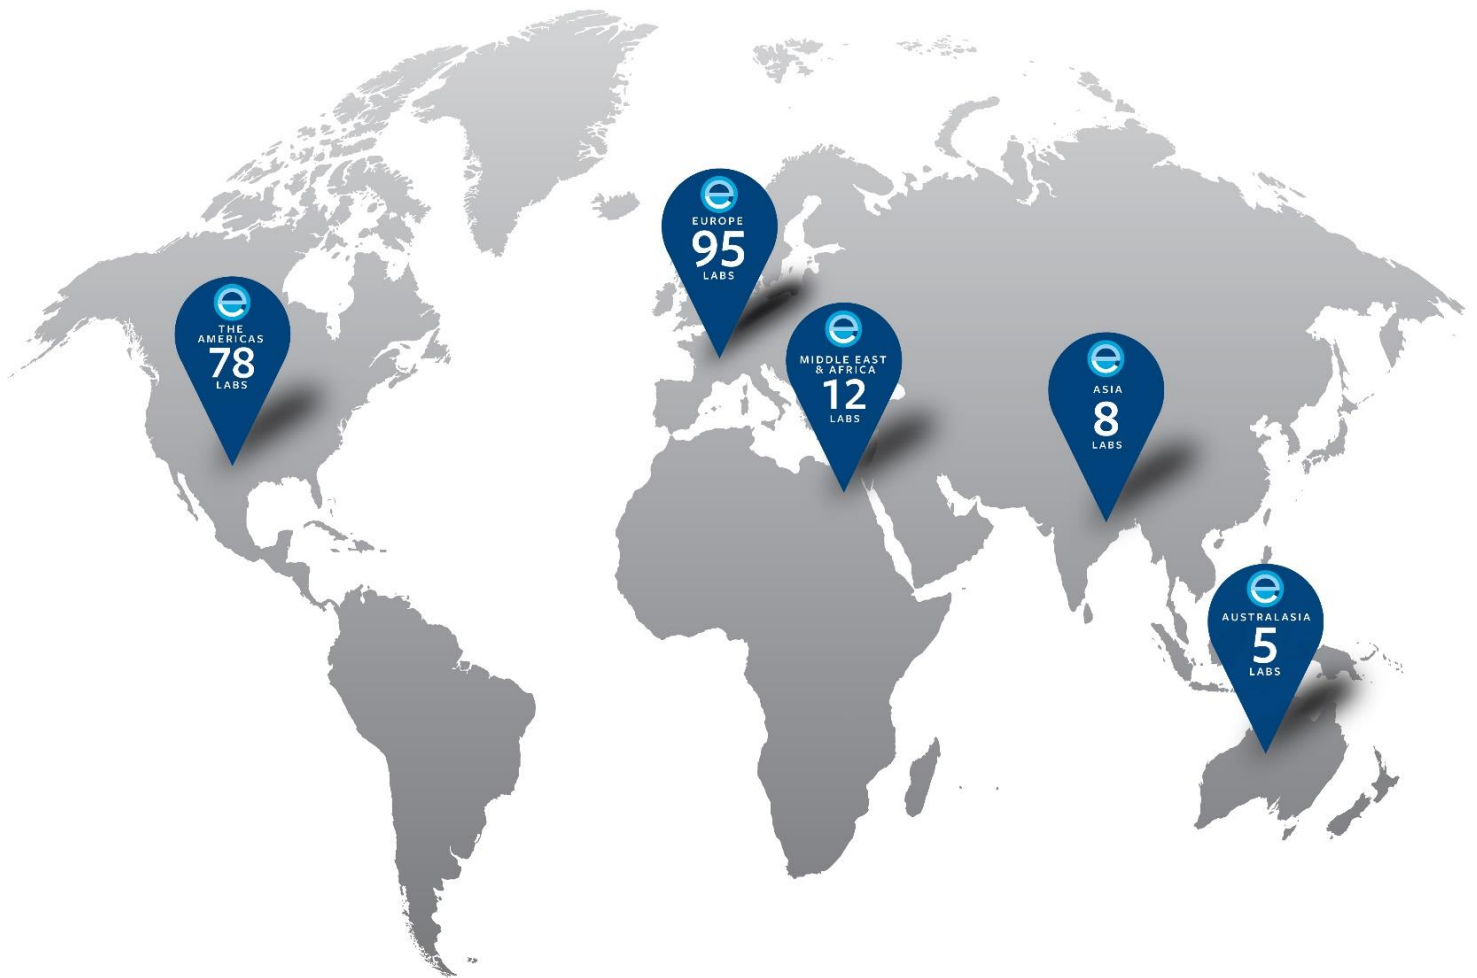 EUROPE
95
LABS
THE
AMERICAS
78
LABS
MIDDLE EAST
& AFRICA
12
LABS
ASIA
8
LABS
AUSTRALASIA
5
LABS